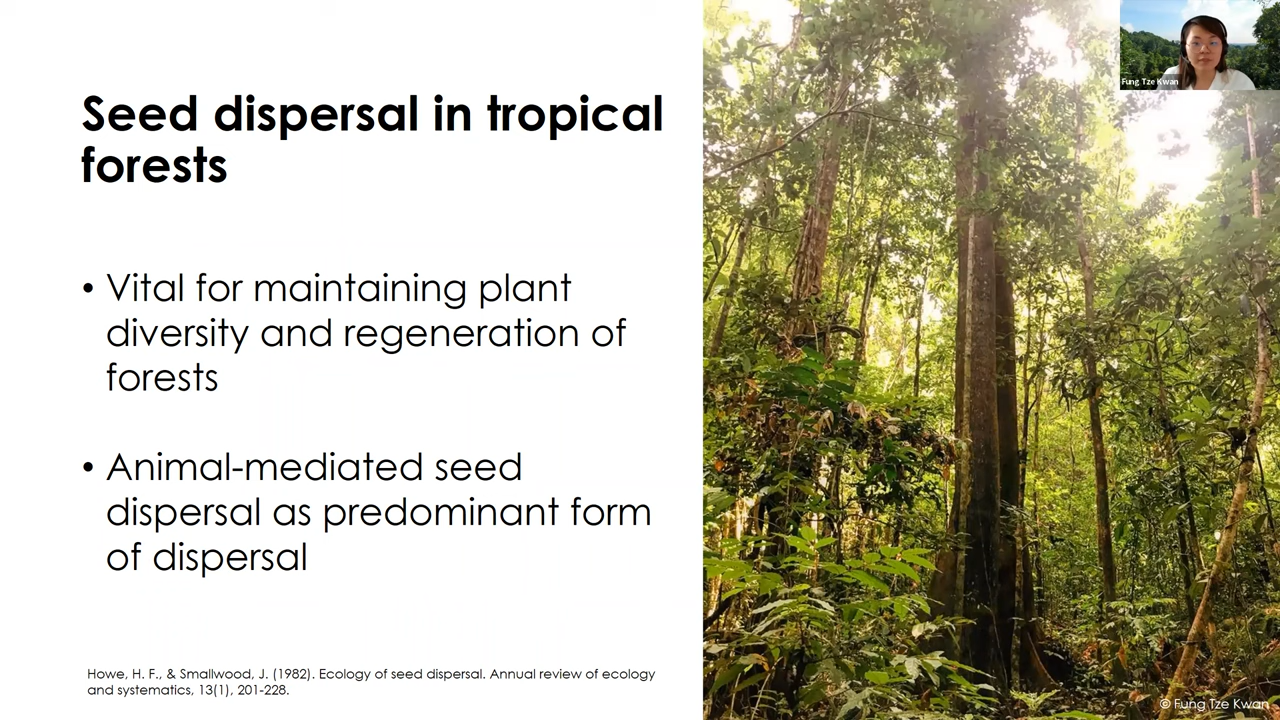 Seed dispersal in tropical
forests
• Vital for maintaining plant
diversity and regeneration of
forests
• Animal-mediated seed
dispersal as predominant form
of dispersal
Howe, H. F., & Smallwood, J. (1982). Ecology of seed dispersal. Annual review of ecology
and systematics, 13(1), 201-228.
Fung Tze Kwan
© Fung Tze Kwan